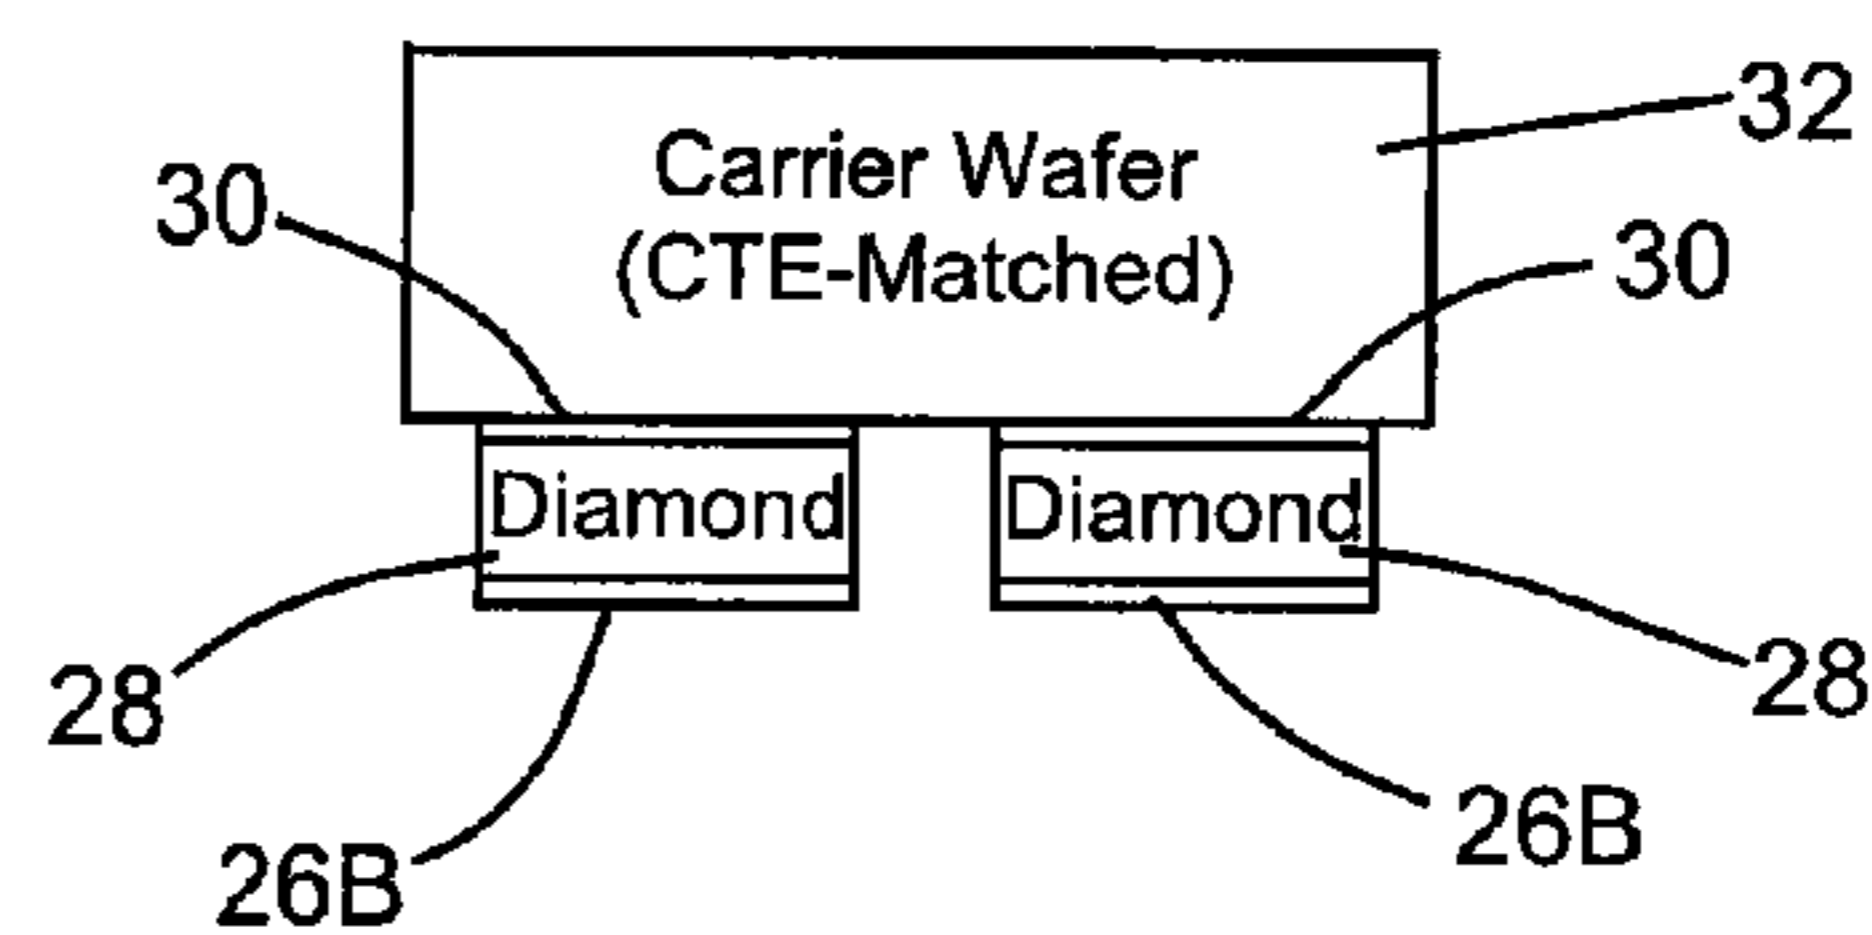 32
Carrier Wafer
30
(CTE-Matched)
30
Diamond
Diamond
28
28
26B
26B